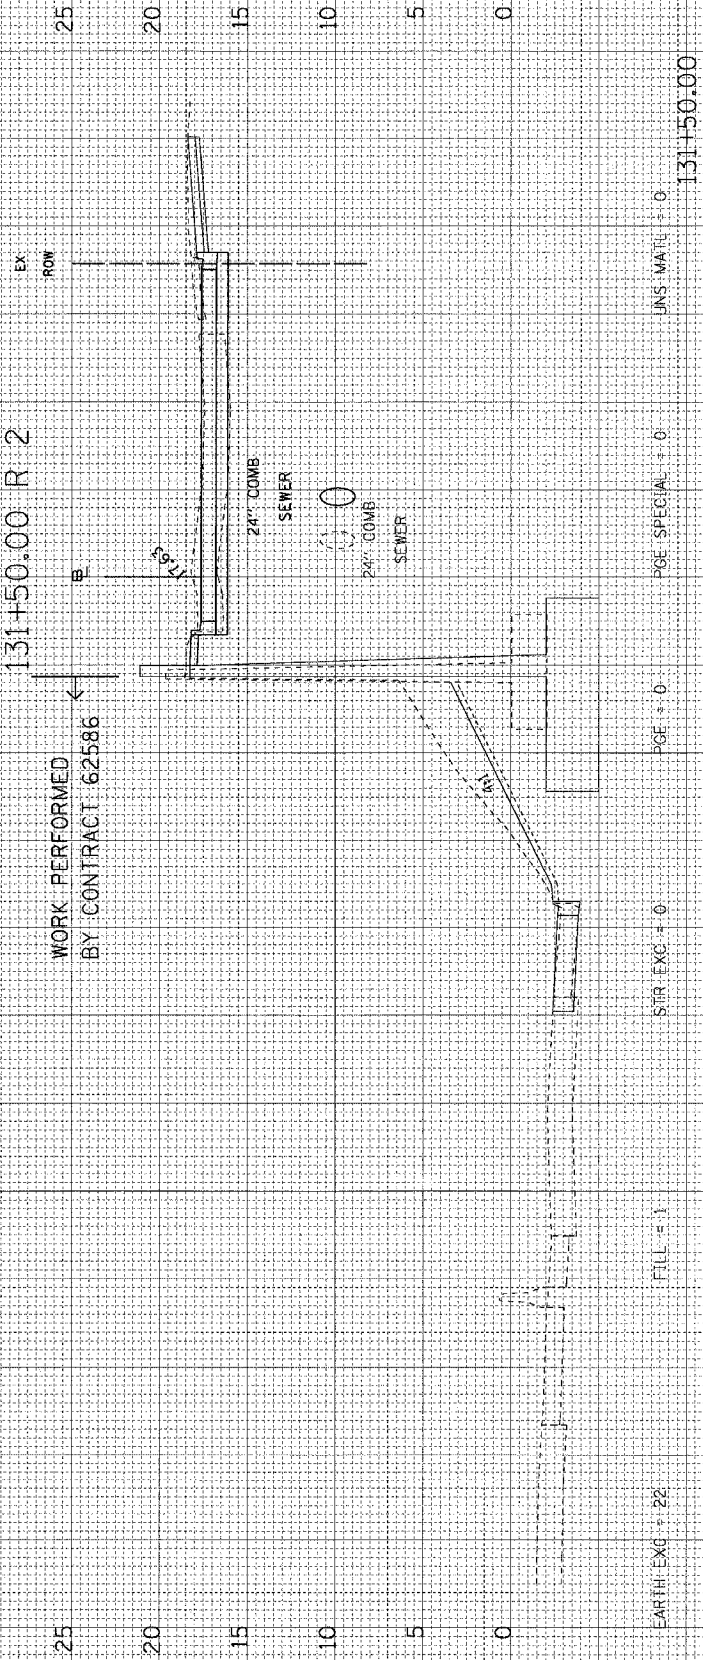 131+50.00 R 2
WORK PERFORMED
BY CONTRACT 62586
EX
ROW
17.63
25
20
15
10
5
0
25
20
15
10
5
0
24" COMB
SEWER
24" COMB
SEWER
EARTH EXC = 22
FILL = 1
STR EXC = 0
PGE = 0
PGE SPECIAL = 0
UNS MATL = 0
131+50.00